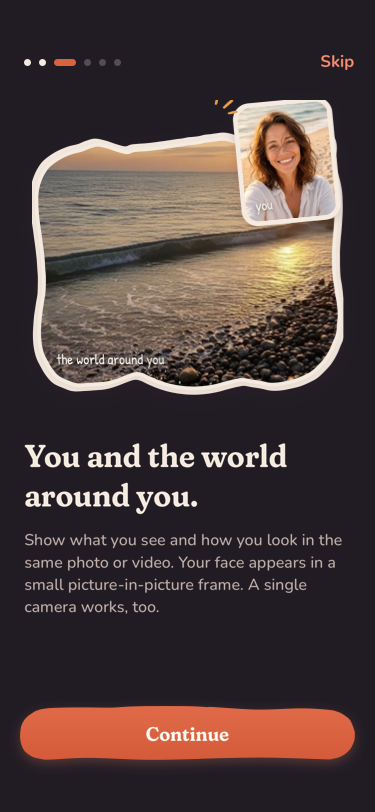 Skip
you
the world around you
You and the world
around you.
Show what you see and how you look in the
same photo or video. Your face appears in a
small picture-in-picture frame. A single
camera works, too.
Continue